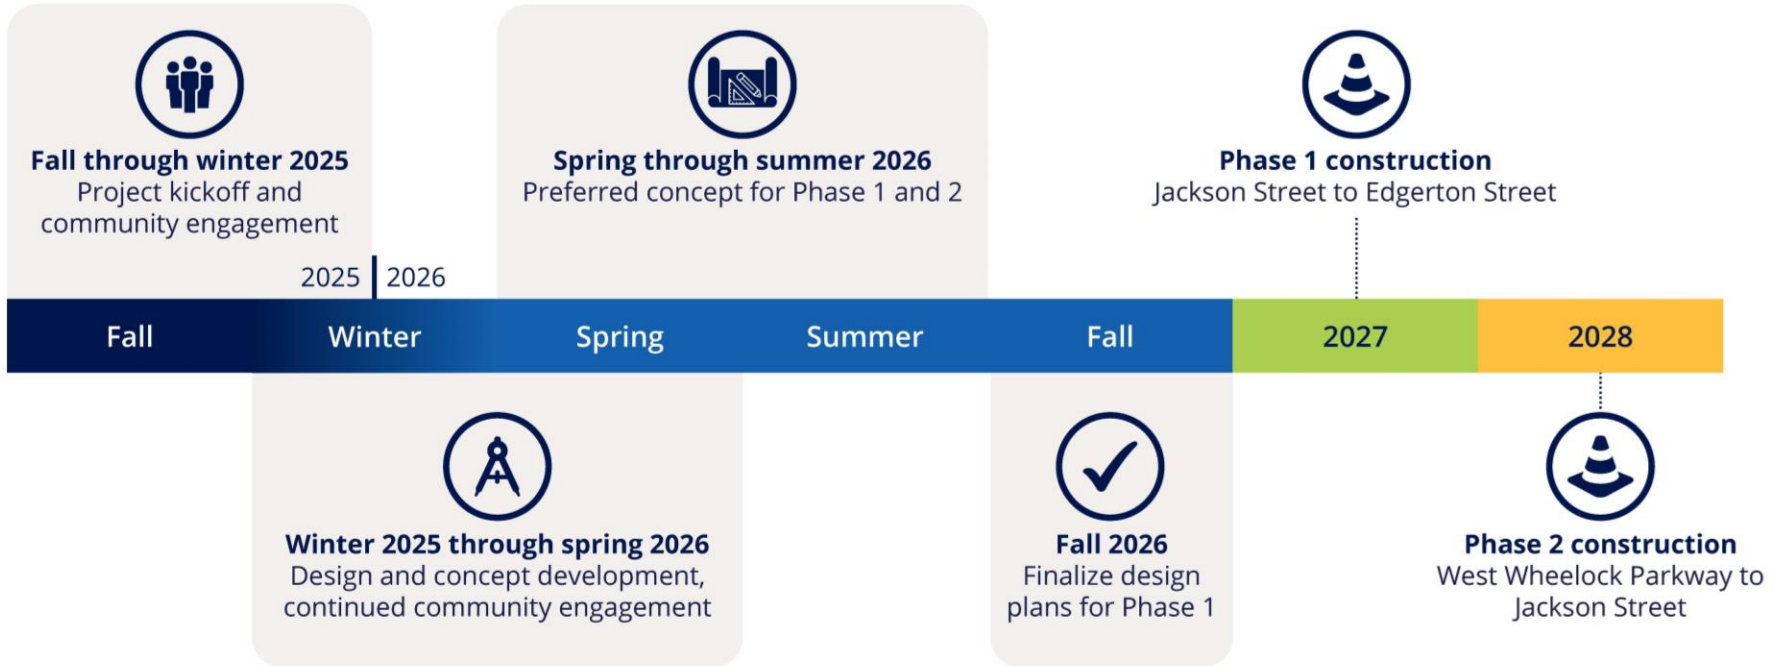 Fall through winter 2025
Project kickoff and
community engagement
Spring through summer 2026
Preferred concept for Phase 1 and 2
Phase 1 construction
Jackson Street to Edgerton Street
2025
2026
Fall
Winter
Spring
Summer
Fall
2027
2028
Winter 2025 through spring 2026
Design and concept development,
continued community engagement
Fall 2026
Finalize design
plans for Phase 1
Phase 2 construction
West Wheelock Parkway to
Jackson Street